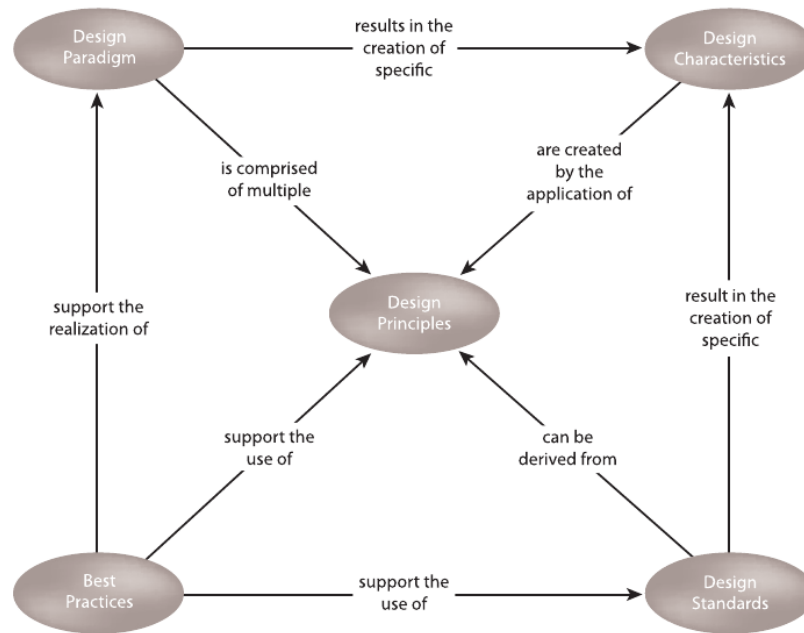 Design
Paradigm
results in the
creation of
specific
Design
Characteristics
is comprised
of multiple
are created
by the
application of
Design
Principles
support the
realization of
result in the
creation of
specific
support the
use of
can be
derived from
Best
Practices
support the
use of
Design
Standards